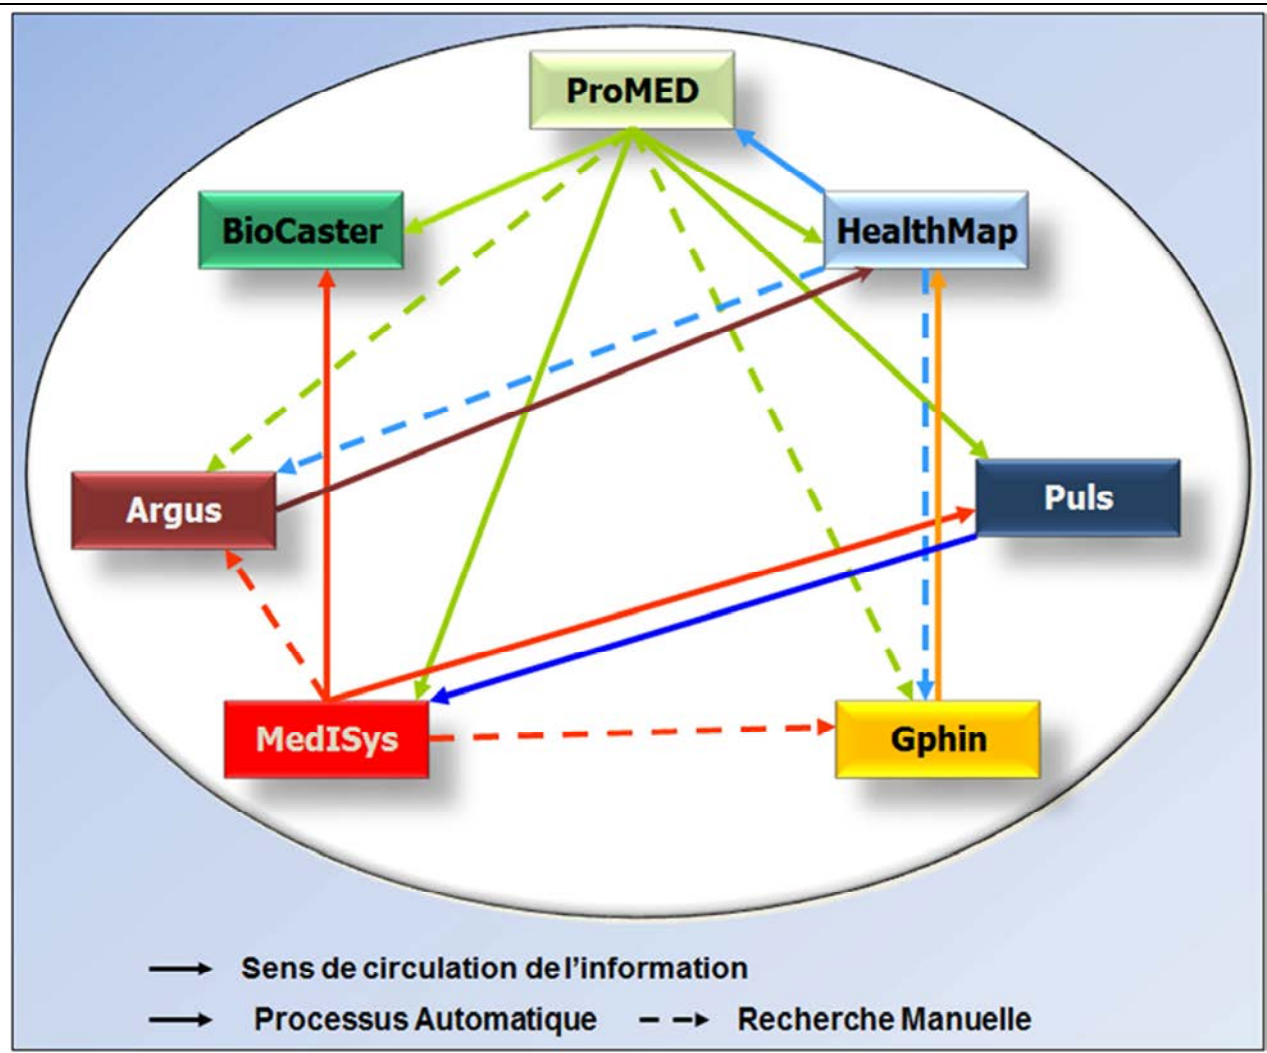 ProMED
BioCaster
HealthMap
Argus
Puls
MedISys
Gphin
Sens de circulation de l’information
Processus Automatique Recherche Manuelle